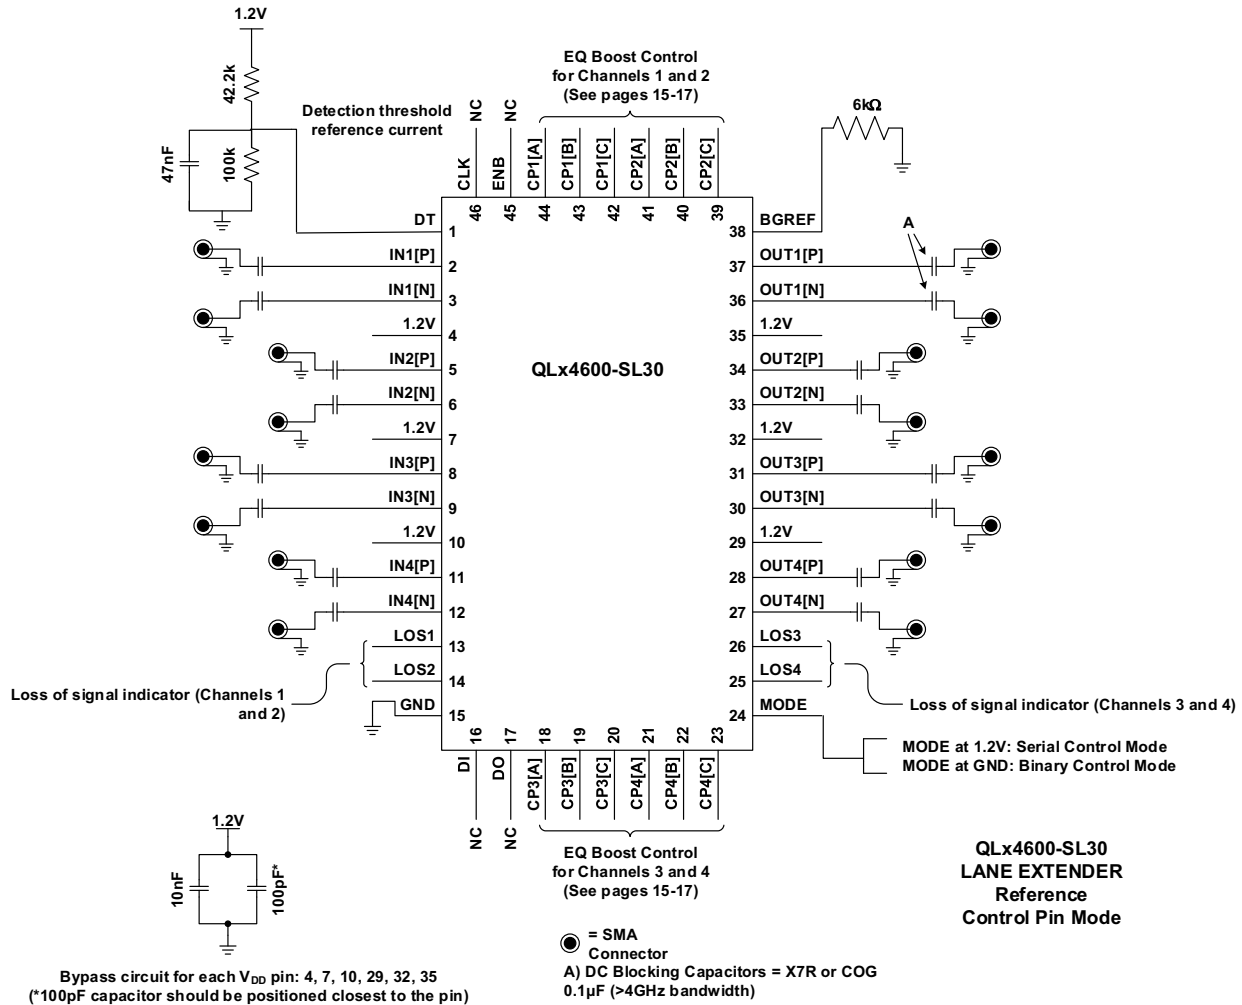 1.2V
42.2k
47nF
100k
Detection threshold
reference current
EQ Boost Control
for Channels 1 and 2
(See pages 15-17)
NC
NC
CLK
ENB
CP1[A]
CP1[B]
CP1[C]
CP2[A]
CP2[B]
CP2[C]
46
45
44
43
42
41
40
39
6kΩ
A
DT
1
IN1[P]
2
IN1[N]
3
1.2V
4
IN2[P]
5
IN2[N]
6
1.2V
7
IN3[P]
8
IN3[N]
9
1.2V
10
IN4[P]
11
IN4[N]
12
LOS1
13
LOS2
14
GND
15
Loss of signal indicator (Channels 1
and 2)
QLx4600-SL30
38
BGREF
37
OUT1[P]
36
OUT1[N]
35
1.2V
34
OUT2[P]
33
OUT2[N]
32
1.2V
31
OUT3[P]
30
OUT3[N]
29
1.2V
28
OUT4[P]
27
OUT4[N]
26
LOS3
25
LOS4
24
MODE
Loss of signal indicator (Channels 3 and 4)
MODE at 1.2V: Serial Control Mode
MODE at GND: Binary Control Mode
16
17
18
19
20
21
22
23
DI
DO
CP3[A]
CP3[B]
CP3[C]
CP4[A]
CP4[B]
CP4[C]
NC
NC
EQ Boost Control
for Channels 3 and 4
(See pages 15-17)
1.2V
10nF
100pF*
Bypass circuit for each VDD pin: 4, 7, 10, 29, 32, 35
(*100pF capacitor should be positioned closest to the pin)
= SMA
Connector
A) DC Blocking Capacitors = X7R or COG
0.1µF (>4GHz bandwidth)
QLx4600-SL30
LANE EXTENDER
Reference
Control Pin Mode